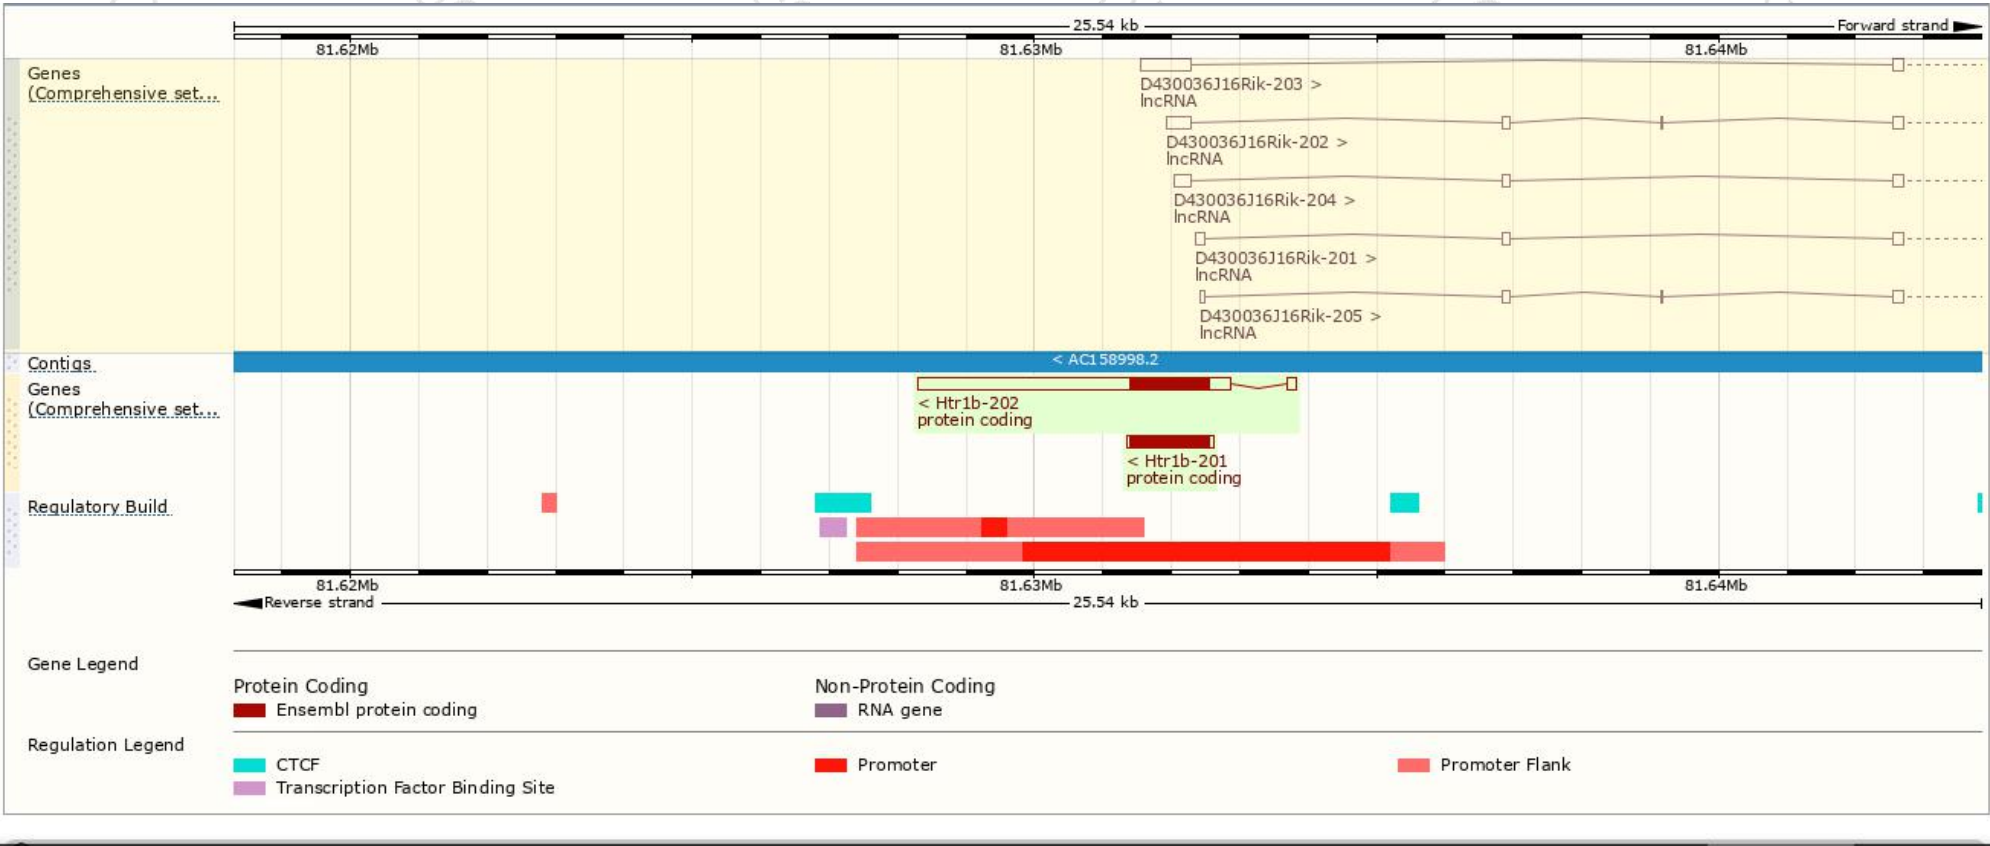 25.54 kb
Forward strand
81.62Mb
81.63Mb
81.64Mb
Genes
(Comprehensive set...
D430036J16Rik-203 >
lncRNA
D430036J16Rik-202 >
lncRNA
D430036J16Rik-204 >
lncRNA
D430036J16Rik-201 >
lncRNA
D430036J16Rik-205 >
lncRNA
Contigs
< AC158998.2
Genes
(Comprehensive set...
< Htr1b-202
protein coding
< Htr1b-201
protein coding
Regulatory Build
81.62Mb
81.63Mb
81.64Mb
Reverse strand
25.54 kb
Gene Legend
Protein Coding
Non-Protein Coding
Ensembl protein coding
RNA gene
Regulation Legend
CTCF
Promoter
Promoter Flank
Transcription Factor Binding Site